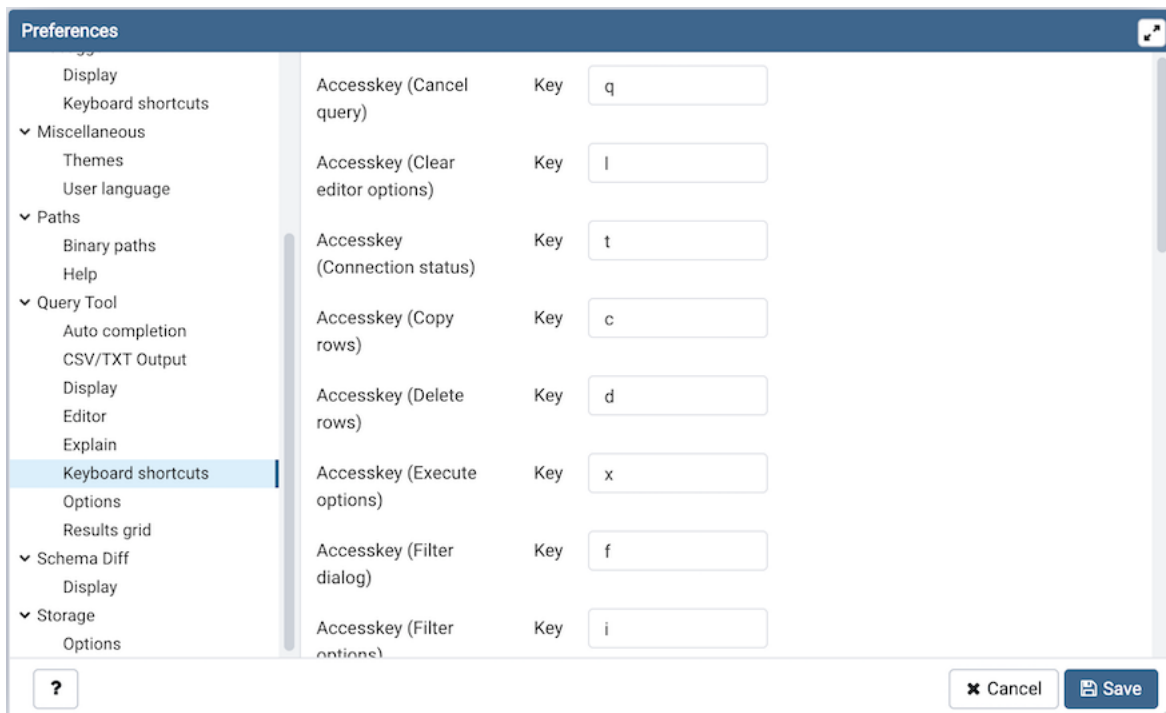 Preferences
Display
Keyboard shortcuts
Miscellaneous
Themes
User language
Paths
Binary paths
Help
Query Tool
Auto completion
CSV/TXT Output
Display
Editor
Explain
Keyboard shortcuts
Options
Results grid
Schema Diff
Display
Storage
Options
Accesskey (Cancel Key q
query)
Accesskey (Clear Key l
editor options)
Accesskey Key t
(Connection status)
Accesskey (Copy Key c
rows)
Accesskey (Delete Key d
rows)
Accesskey (Execute Key x
options)
Accesskey (Filter Key f
dialog)
Accesskey (Filter Key i
options)
? Cancel Save